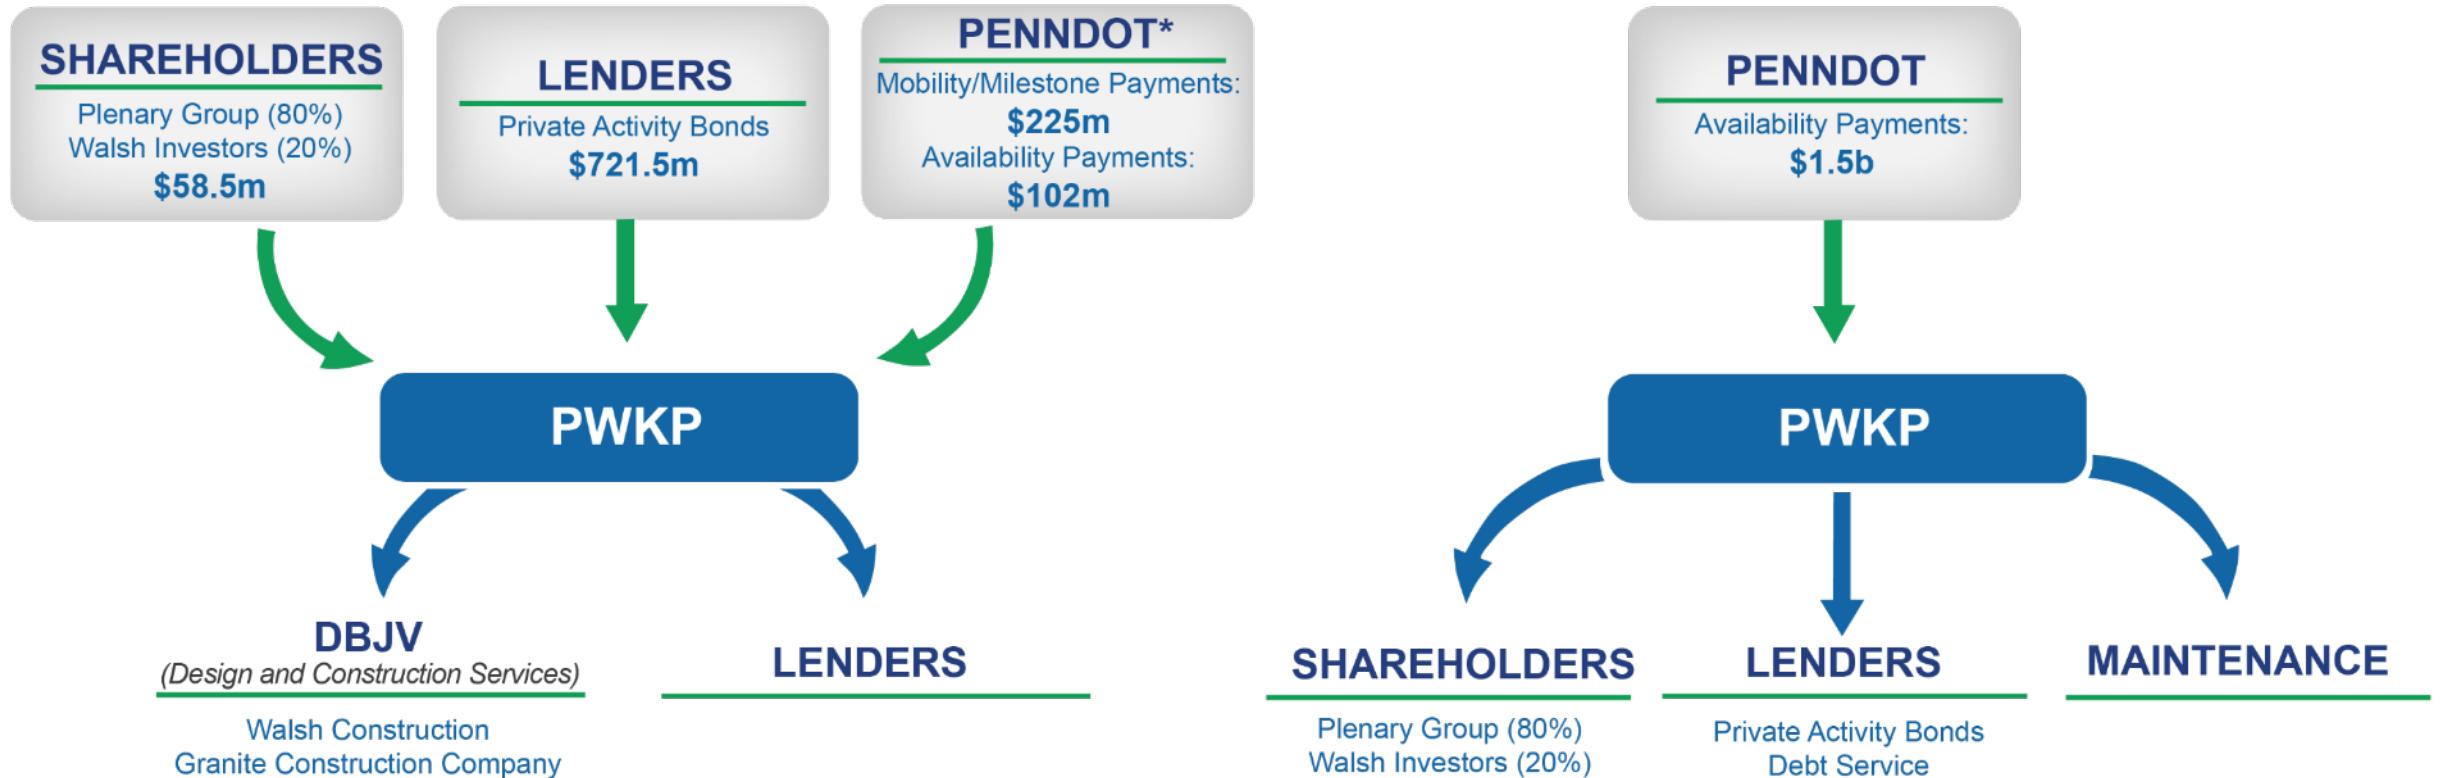 SHAREHOLDERS
Plenary Group (80%)
Walsh Investors (20%)
$58.5m
LENDERS
Private Activity Bonds
$721.5m
PENNDOT*
Mobility/Milestone Payments:
$225m
Availability Payments:
$102m
PWKP
DBJV
(Design and Construction Services)
Walsh Construction
Granite Construction Company
LENDERS
PENNDOT
Availability Payments:
$1.5b
PWKP
SHAREHOLDERS
Plenary Group (80%)
Walsh Investors (20%)
LENDERS
Private Activity Bonds
Debt Service
MAINTENANCE